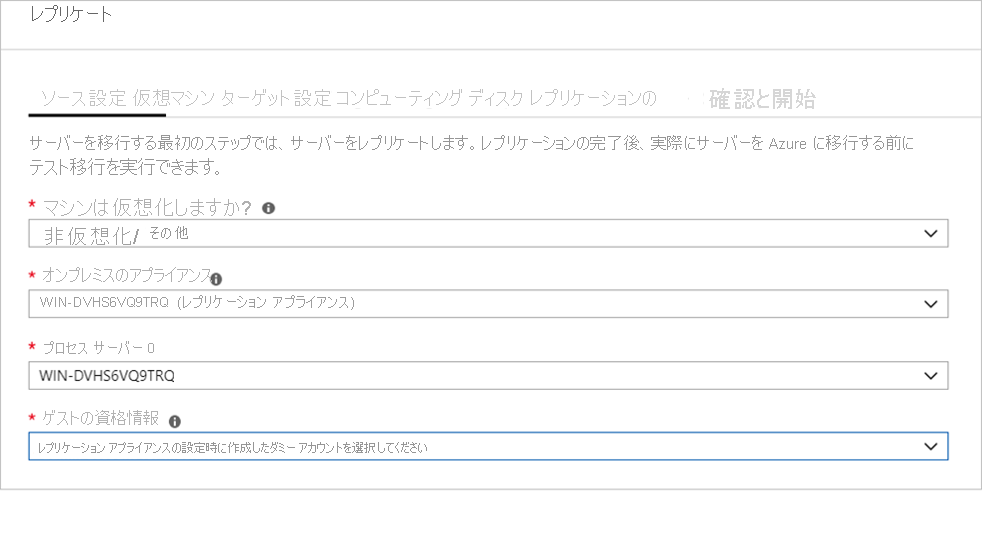 レプリケート
ソース設定 仮想マシン ターゲット設定 コンピューティング ディスク レプリケーションの 確認と開始
サーバーを移行する最初のステップでは、サーバーをレプリケートします。レプリケーションの完了後、実際にサーバーを Azure に移行する前に
テスト移行を実行できます。
* マシンは仮想化しますか?
非仮想化/ その他
* オンプレミスのアプライアンス
WIN-DVHS6VQ9TRQ (レプリケーション アプライアンス)
* プロセス サーバー 0
WIN-DVHS6VQ9TRQ
* ゲストの資格情報
レプリケーション アプライアンスの設定時に作成したダミー アカウントを選択してください